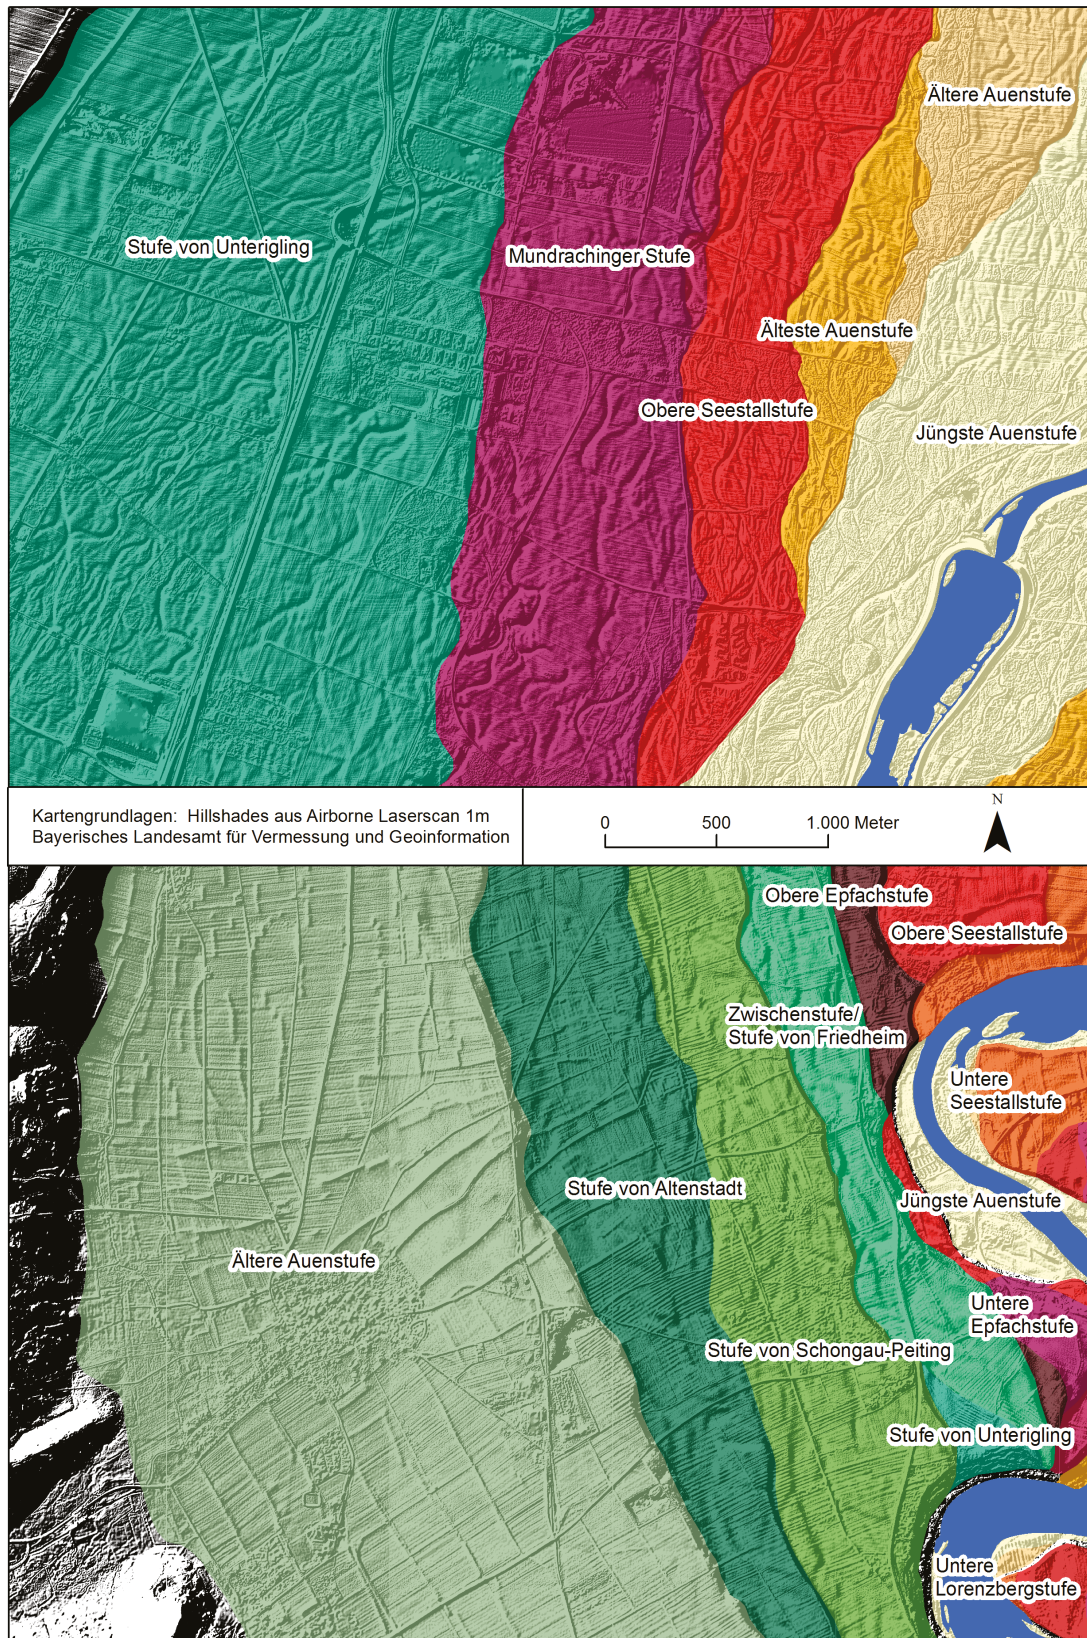 Ältere Auenstufe
Stufe von Unterigling
Mundrachinger Stufe
Älteste Auenstufe
Obere Seestallstufe
Jüngste Auenstufe
Kartengrundlagen: Hillshades aus Airborne Laserscan 1m
Bayerisches Landesamt für Vermessung und Geoinformation
0 500 1.000 Meter
N
Obere Epfachstufe
Obere Seestallstufe
Zwischenstufe/
Stufe von Friedheim
Untere
Seestallstufe
Stufe von Altenstadt
Jüngste Auenstufe
Ältere Auenstufe
Untere
Epfachstufe
Stufe von Schongau-Peiting
Stufe von Unterigling
Untere
Lorenzbergstufe